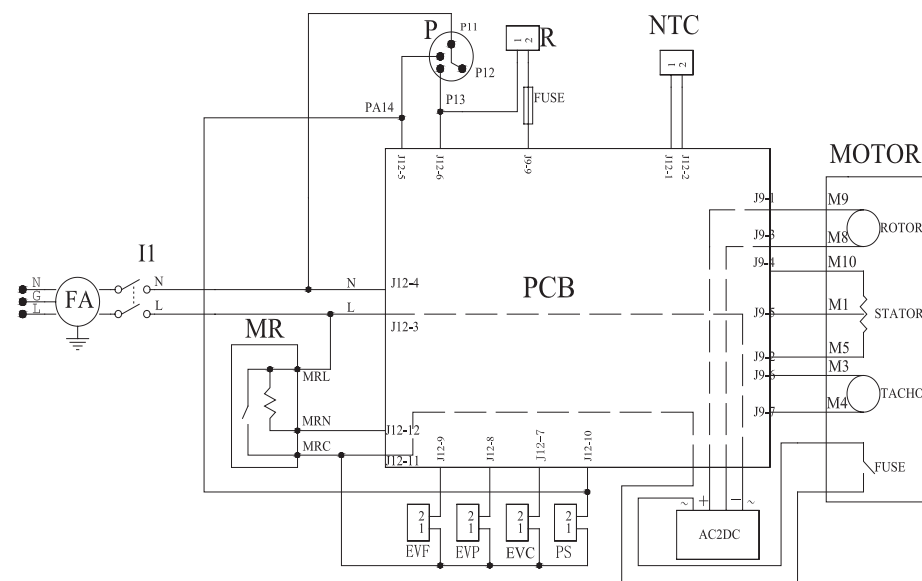 P
P11
P12
P13
PA14
1 2
R
FUSE
NTC
1 2
J12-5
J12-6
J9-9
J12-1
J12-2
MOTOR
J9-1
M9
ROTOR
J9-3
M8
J9-4
M10
I1
N
G
L
FA
N
L
N
L
J12-4
J12-3
PCB
J9-5
M1
STATOR
J9-2
M5
J9-6
M3
TACHO
J9-7
M4
MR
MRL
MRN
MRC
J12-12
J12-11
J12-9
J12-8
J12-7
J12-10
FUSE
2 1
EVF
2 1
EVP
2 1
EVC
2 1
PS
~ + − ~
AC2DC